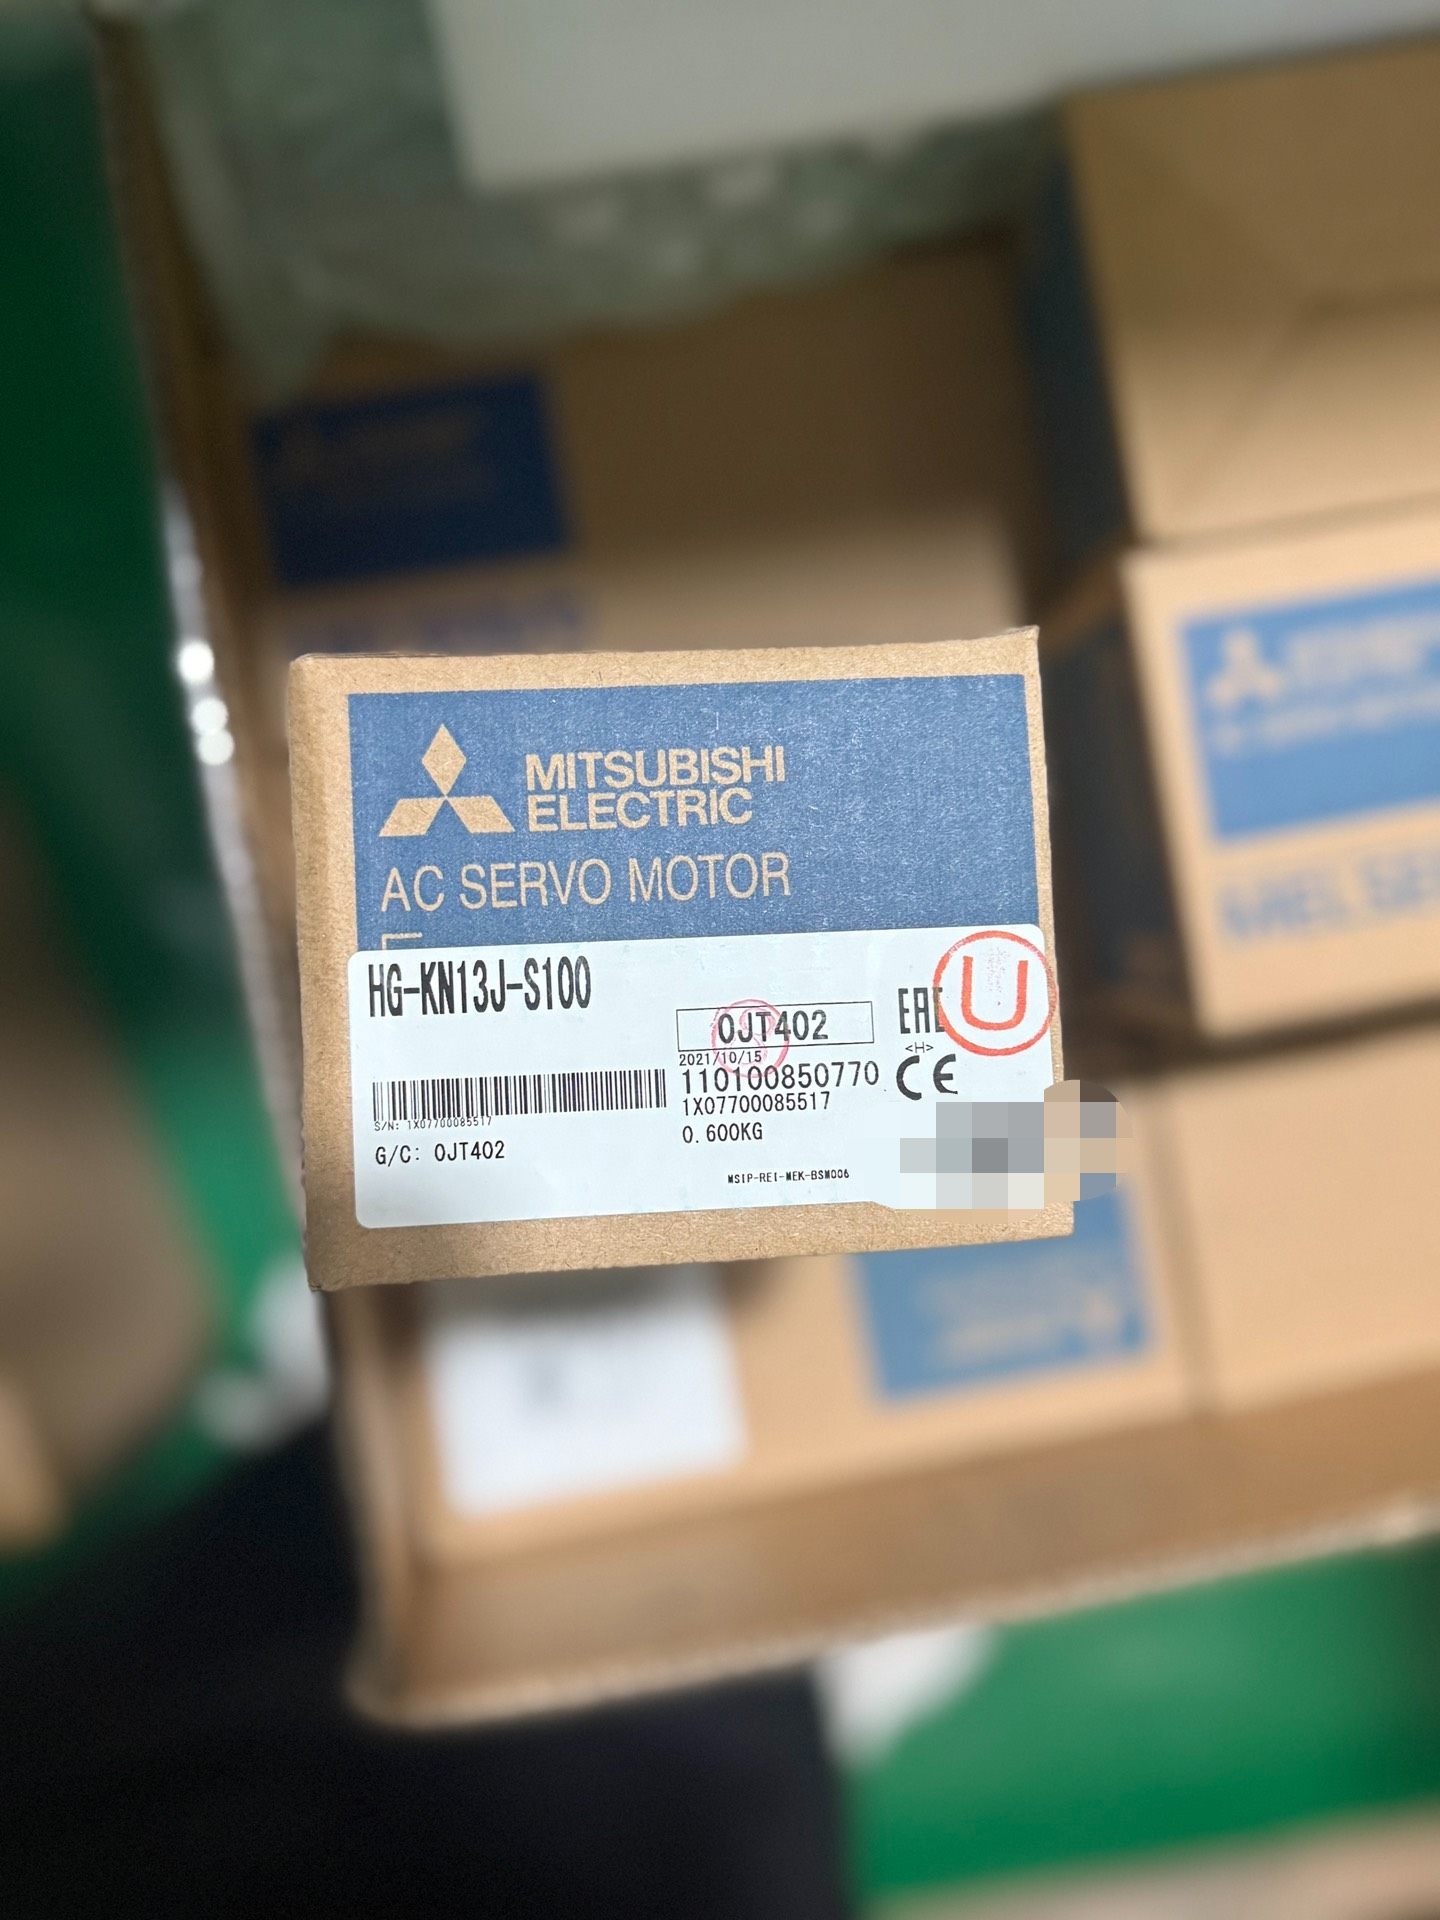 MITSUBISHI
ELECTRIC
AC SERVO MOTOR
HG-KN13J-S100
0JT402
EAC
2021/10/15
<H>
110100850770
CE
1X07700085517
S/N: 1X07700085517
0.600KG
G/C: 0JT402
MSIP-REI-MEK-BSM006
U
MELSE